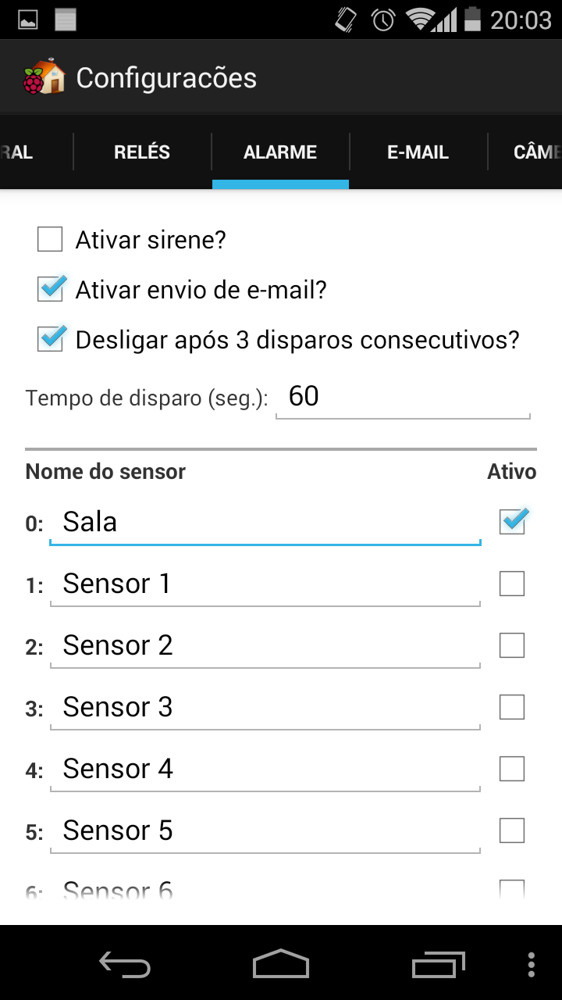 20:03
Configuracões
RAL RELÉS ALARME E-MAIL CÂME
Ativar sirene?
Ativar envio de e-mail?
Desligar após 3 disparos consecutivos?
Tempo de disparo (seg.): 60
Nome do sensor Ativo
0: Sala
1: Sensor 1
2: Sensor 2
3: Sensor 3
4: Sensor 4
5: Sensor 5
6: Sensor 6